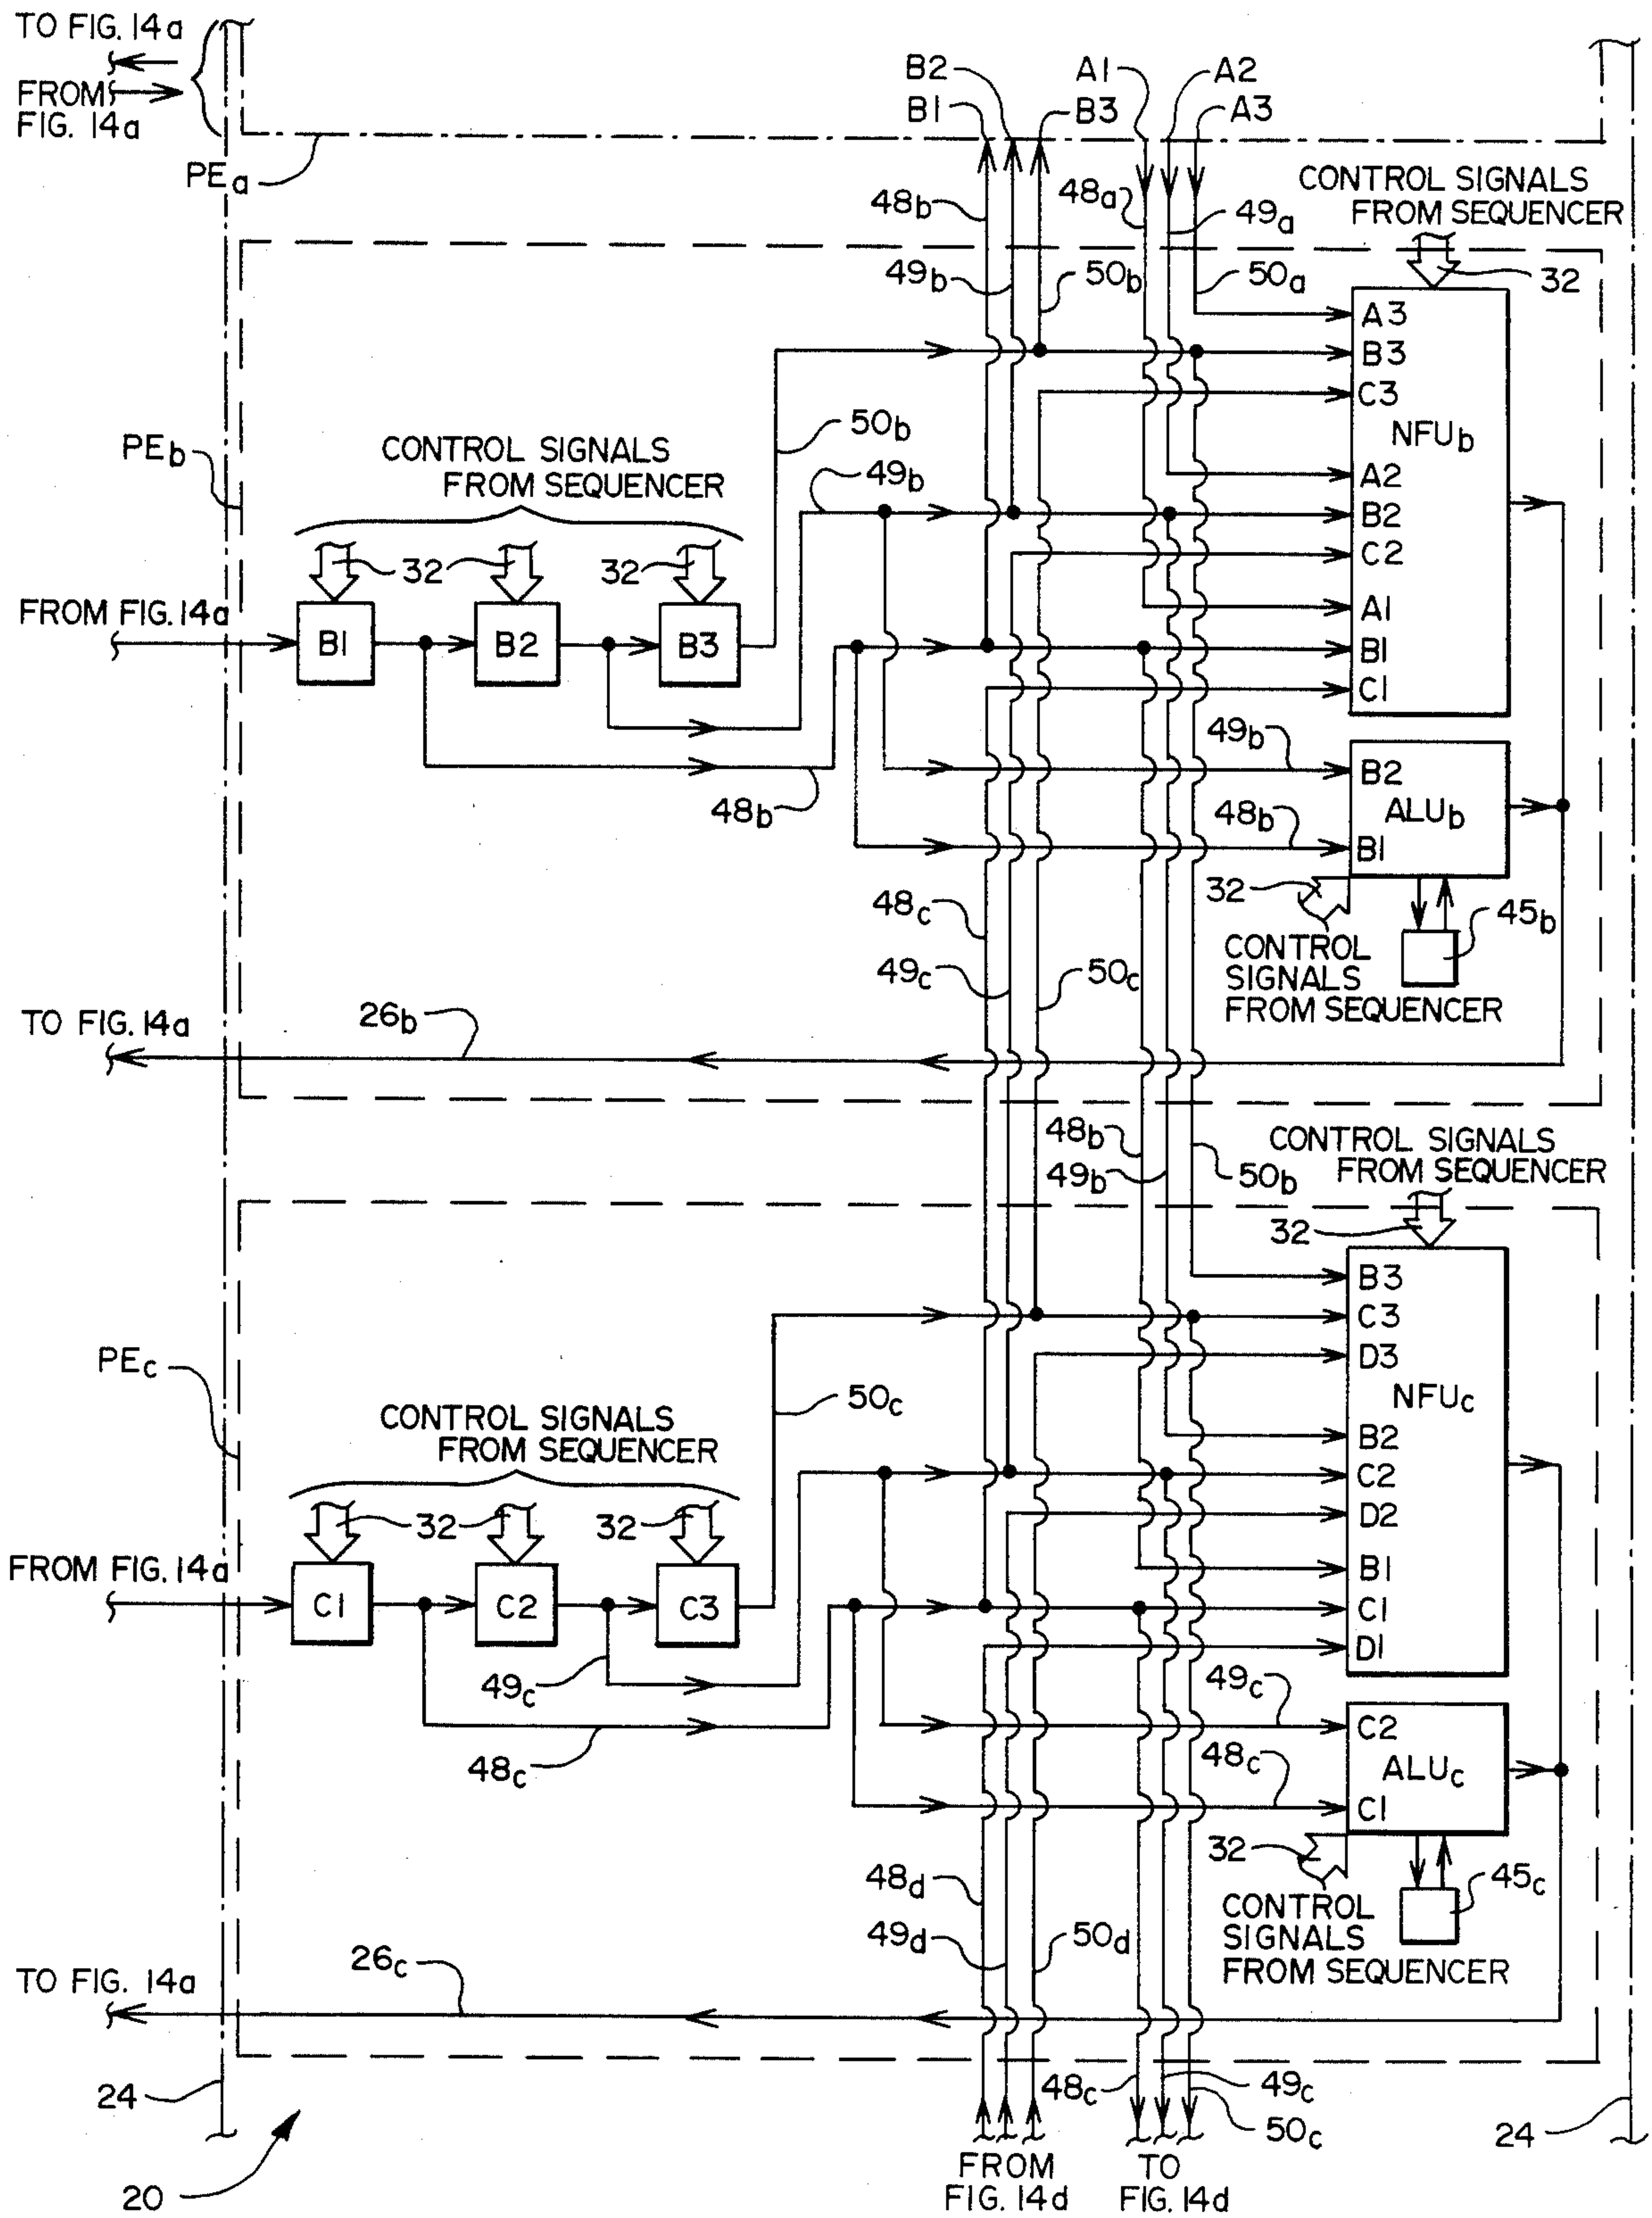 TO FIG. 14a
FROM
FIG. 14a
PEa
B2
B1
B3
A1
A2
A3
CONTROL SIGNALS
FROM SEQUENCER
48b
48a
49a
49b
50b
50a
32
A3
B3
C3
NFUb
A2
B2
C2
A1
B1
C1
PEb
CONTROL SIGNALS
FROM SEQUENCER
50b
49b
32
32
FROM FIG. 14a
B1
B2
B3
48b
49b
B2
ALUb
48b
B1
32
45b
CONTROL
SIGNALS
FROM SEQUENCER
48c
49c
50c
TO FIG. 14a
26b
48b
49b
50b
CONTROL SIGNALS
FROM SEQUENCER
32
B3
C3
D3
NFUc
B2
C2
D2
B1
C1
D1
PEc
CONTROL SIGNALS
FROM SEQUENCER
50c
32
32
FROM FIG. 14a
C1
C2
C3
49c
48c
49c
C2
ALUc
48c
C1
32
45c
CONTROL
SIGNALS
FROM SEQUENCER
48d
49d
50d
TO FIG. 14a
26c
24
20
48c
49c
50c
24
FROM
FIG. 14d
TO
FIG. 14d